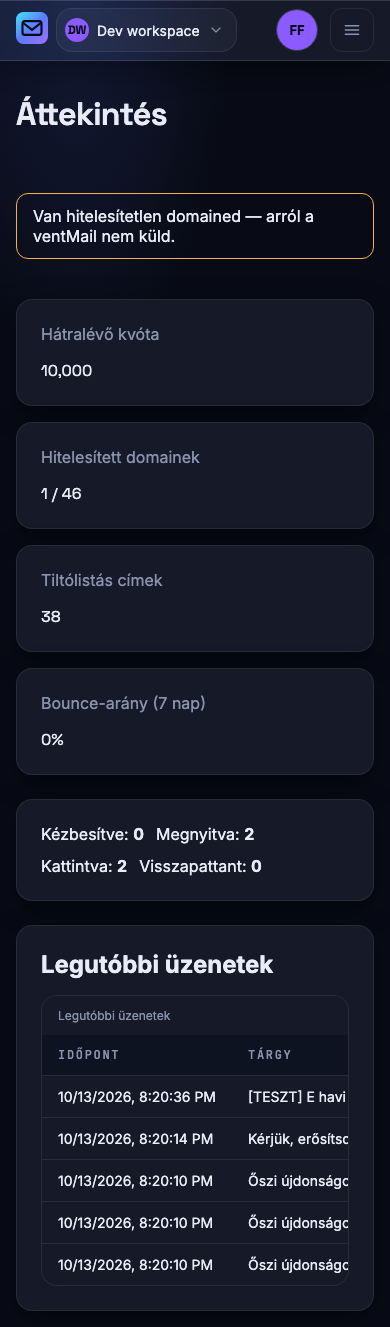 DW Dev workspace FF
Áttekintés
Van hitelesítetlen domained — arról a
ventMail nem küld.
Hátralévő kvóta
10,000
Hitelesített domainek
1 / 46
Tiltólistás címek
38
Bounce-arány (7 nap)
0%
Kézbesítve: 0 Megnyitva: 2
Kattintva: 2 Visszapattant: 0
Legutóbbi üzenetek
Legutóbbi üzenetek
IDŐPONT TÁRGY
10/13/2026, 8:20:36 PM [TESZT] E havi
10/13/2026, 8:20:14 PM Kérjük, erősítsd
10/13/2026, 8:20:10 PM Őszi újdonságo
10/13/2026, 8:20:10 PM Őszi újdonságo
10/13/2026, 8:20:10 PM Őszi újdonságo